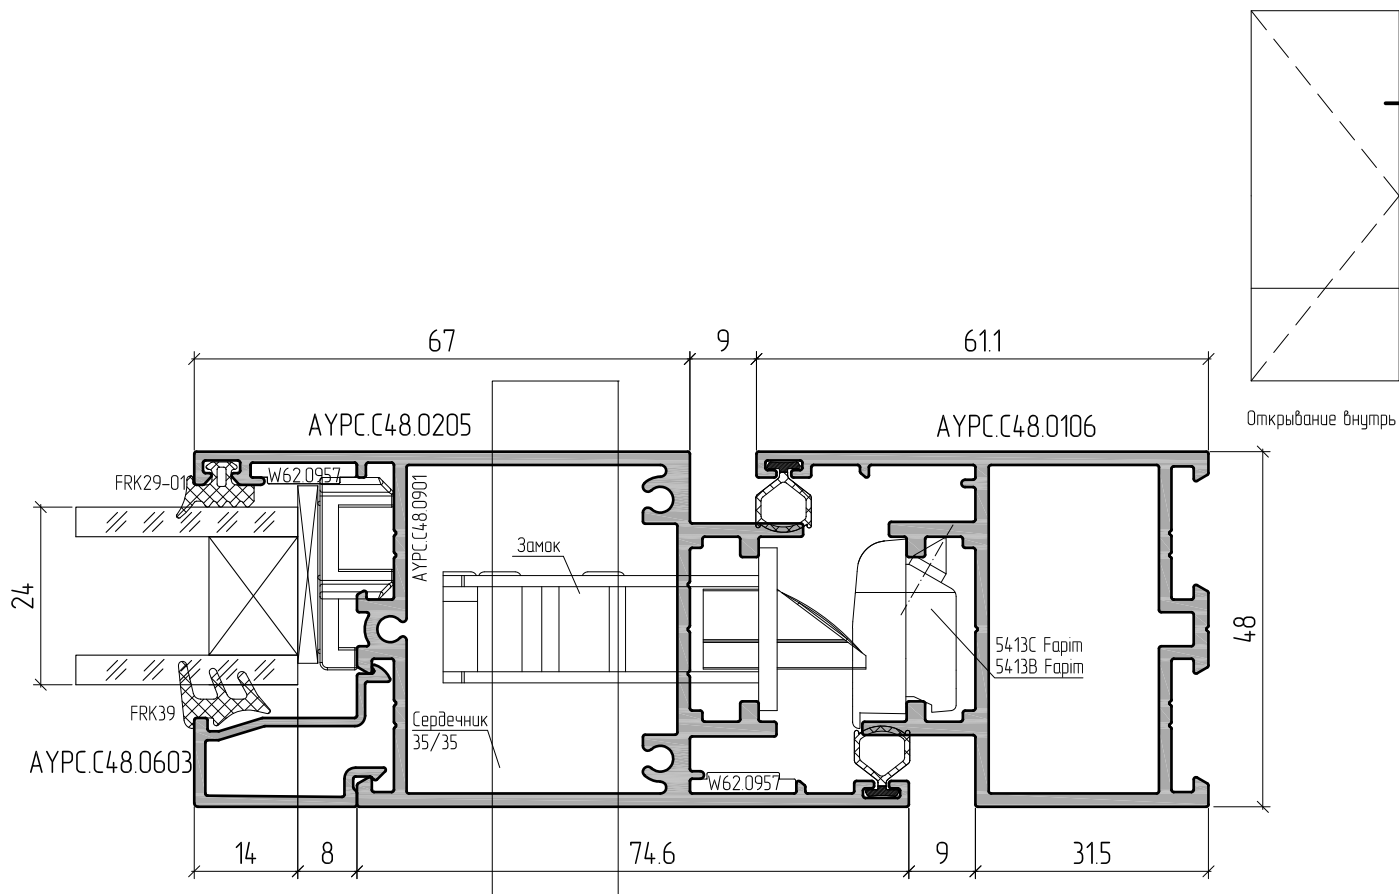 67
9
61.1
AYPC.C48.0205
AYPC.C48.0106
Открывание внутрь
FRK29-01
W62.0957
AYPC.C48.0901
Замок
24
48
5413C Fapim
5413B Fapim
FRK39
Сердечник
35/35
AYPC.C48.0603
W62.0957
14
8
74.6
9
31.5